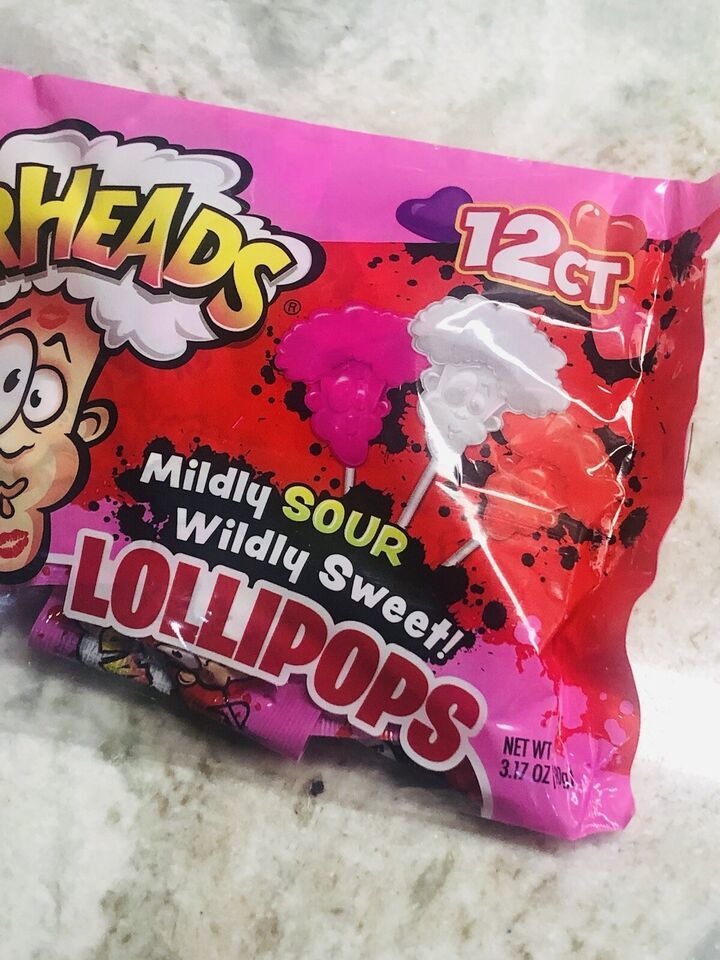 RHEADS
®
12CT
Mildly SOUR
Wildly Sweet!
LOLLIPOPS
NET WT
3.17 OZ